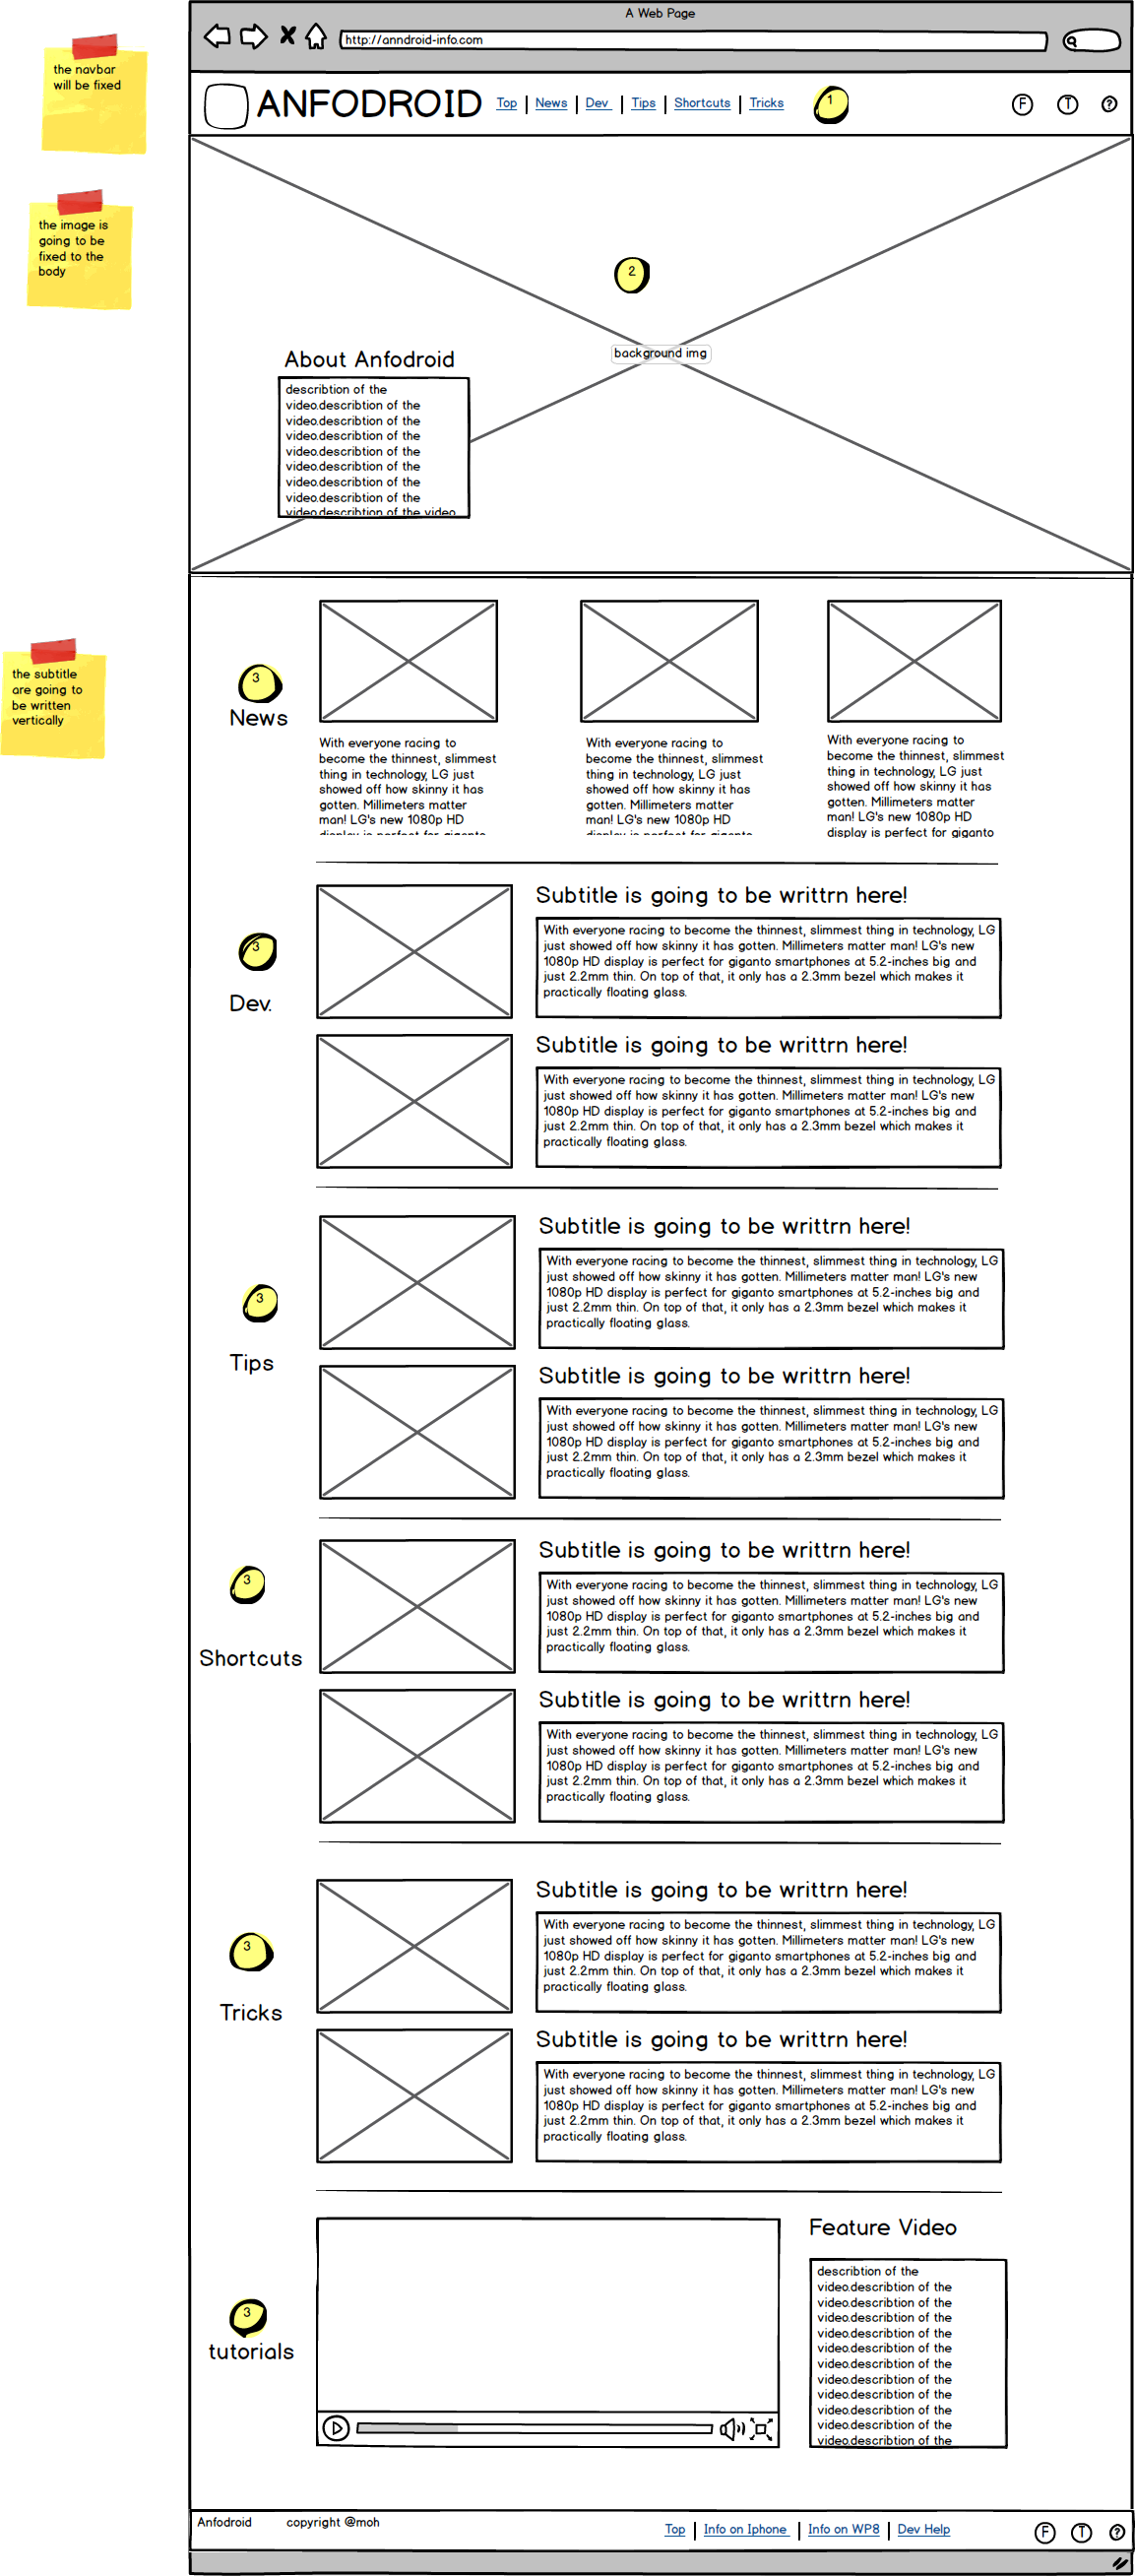 A Web Page
http://anndroid-info.com
the navbar
will be fixed
ANFODROID
Top | News | Dev | Tips | Shortcuts | Tricks
1
F T ?
the image is
going to be
fixed to the
body
2
background img
About Anfodroid
describtion of the
video.describtion of the
video.describtion of the
video.describtion of the
video.describtion of the
video.describtion of the
video.describtion of the
video.describtion of the
video.describtion of the video
the subtitle
are going to
be written
vertically
3
News
With everyone racing to
become the thinnest, slimmest
thing in technology, LG just
showed off how skinny it has
gotten. Millimeters matter
man! LG's new 1080p HD
display is perfect for giganto
With everyone racing to
become the thinnest, slimmest
thing in technology, LG just
showed off how skinny it has
gotten. Millimeters matter
man! LG's new 1080p HD
display is perfect for giganto
With everyone racing to
become the thinnest, slimmest
thing in technology, LG just
showed off how skinny it has
gotten. Millimeters matter
man! LG's new 1080p HD
display is perfect for giganto
3
Dev.
Subtitle is going to be writtrn here!
With everyone racing to become the thinnest, slimmest thing in technology, LG
just showed off how skinny it has gotten. Millimeters matter man! LG's new
1080p HD display is perfect for giganto smartphones at 5.2-inches big and
just 2.2mm thin. On top of that, it only has a 2.3mm bezel which makes it
practically floating glass.
Subtitle is going to be writtrn here!
With everyone racing to become the thinnest, slimmest thing in technology, LG
just showed off how skinny it has gotten. Millimeters matter man! LG's new
1080p HD display is perfect for giganto smartphones at 5.2-inches big and
just 2.2mm thin. On top of that, it only has a 2.3mm bezel which makes it
practically floating glass.
3
Tips
Subtitle is going to be writtrn here!
With everyone racing to become the thinnest, slimmest thing in technology, LG
just showed off how skinny it has gotten. Millimeters matter man! LG's new
1080p HD display is perfect for giganto smartphones at 5.2-inches big and
just 2.2mm thin. On top of that, it only has a 2.3mm bezel which makes it
practically floating glass.
Subtitle is going to be writtrn here!
With everyone racing to become the thinnest, slimmest thing in technology, LG
just showed off how skinny it has gotten. Millimeters matter man! LG's new
1080p HD display is perfect for giganto smartphones at 5.2-inches big and
just 2.2mm thin. On top of that, it only has a 2.3mm bezel which makes it
practically floating glass.
3
Shortcuts
Subtitle is going to be writtrn here!
With everyone racing to become the thinnest, slimmest thing in technology, LG
just showed off how skinny it has gotten. Millimeters matter man! LG's new
1080p HD display is perfect for giganto smartphones at 5.2-inches big and
just 2.2mm thin. On top of that, it only has a 2.3mm bezel which makes it
practically floating glass.
Subtitle is going to be writtrn here!
With everyone racing to become the thinnest, slimmest thing in technology, LG
just showed off how skinny it has gotten. Millimeters matter man! LG's new
1080p HD display is perfect for giganto smartphones at 5.2-inches big and
just 2.2mm thin. On top of that, it only has a 2.3mm bezel which makes it
practically floating glass.
3
Tricks
Subtitle is going to be writtrn here!
With everyone racing to become the thinnest, slimmest thing in technology, LG
just showed off how skinny it has gotten. Millimeters matter man! LG's new
1080p HD display is perfect for giganto smartphones at 5.2-inches big and
just 2.2mm thin. On top of that, it only has a 2.3mm bezel which makes it
practically floating glass.
Subtitle is going to be writtrn here!
With everyone racing to become the thinnest, slimmest thing in technology, LG
just showed off how skinny it has gotten. Millimeters matter man! LG's new
1080p HD display is perfect for giganto smartphones at 5.2-inches big and
just 2.2mm thin. On top of that, it only has a 2.3mm bezel which makes it
practically floating glass.
3
tutorials
Feature Video
describtion of the
video.describtion of the
video.describtion of the
video.describtion of the
video.describtion of the
video.describtion of the
video.describtion of the
video.describtion of the
video.describtion of the
video.describtion of the
video.describtion of the
video.describtion of the
Anfodroid copyright @moh
Top | Info on Iphone | Info on WP8 | Dev Help
F T ?